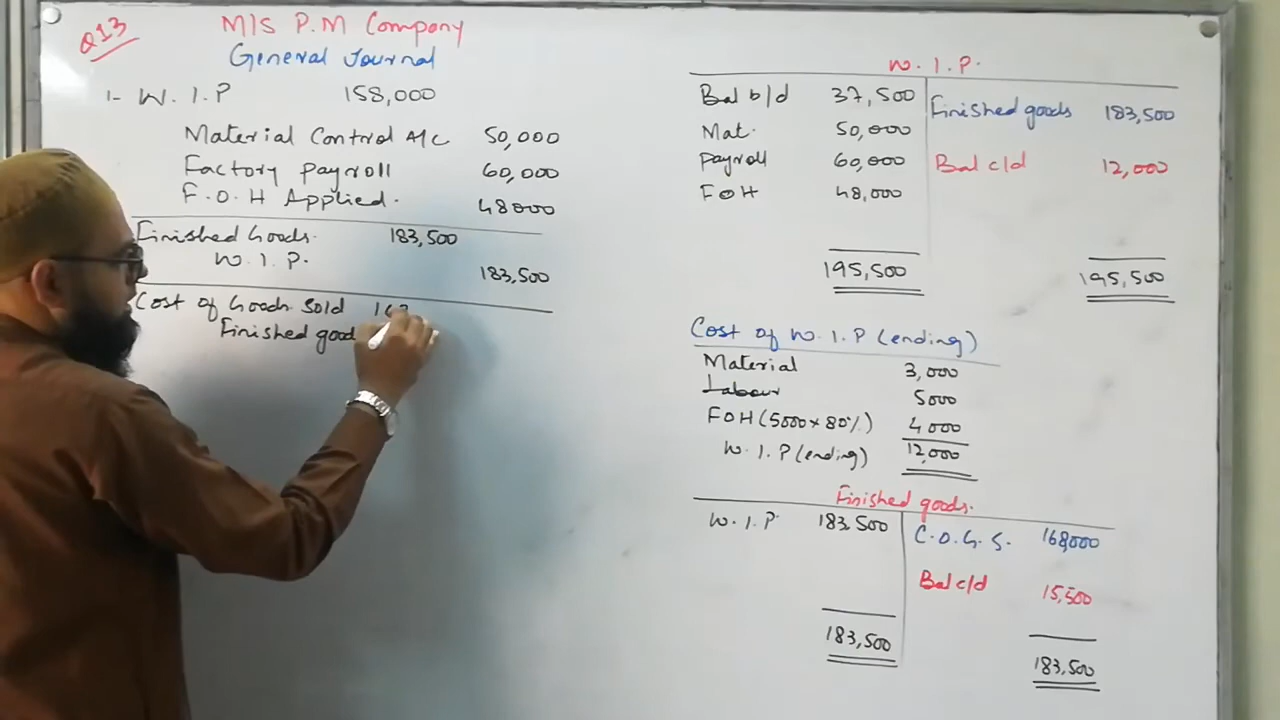 Q13
M/S P.M Company
General Journal
1- W.I.P 158,000
Material Control A/C 50,000
Factory Payroll 60,000
F.O.H Applied. 48000
Finished Goods. 183,500
W.I.P. 183,500
Cost of Goods Sold
Finished good
W.I.P.
Bal b/d 37,500 Finished goods 183,500
Mat. 50,000
Payroll 60,000 Bal c/d 12,000
FOH 48,000
195,500 195,500
Cost of W.I.P (ending)
Material 3,000
Labour 5000
FOH (5000x80%) 4000
W.I.P (ending) 12,000
Finished goods.
W.I.P. 183,500 C.O.G.S. 168,000
Bal c/d 15,500
183,500 183,500